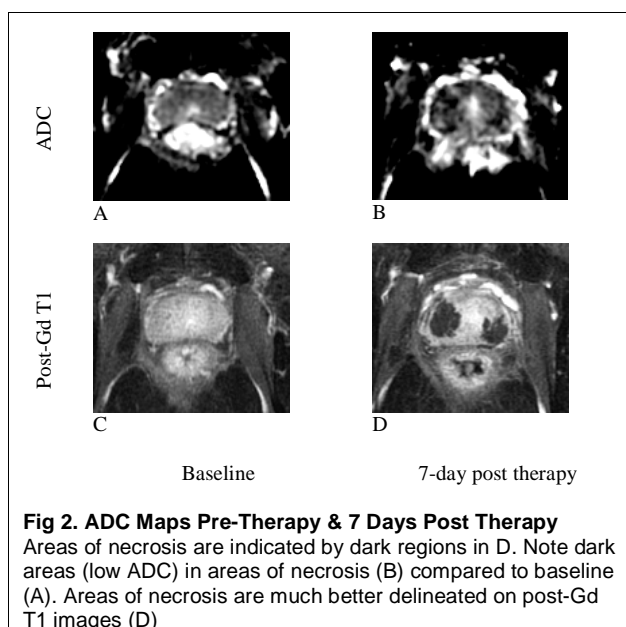 ADC
A
B
Post-Gd T1
C
D
Baseline
7-day post therapy
Fig 2. ADC Maps Pre-Therapy & 7 Days Post Therapy
Areas of necrosis are indicated by dark regions in D. Note dark
areas (low ADC) in areas of necrosis (B) compared to baseline
(A). Areas of necrosis are much better delineated on post-Gd
T1 images (D)